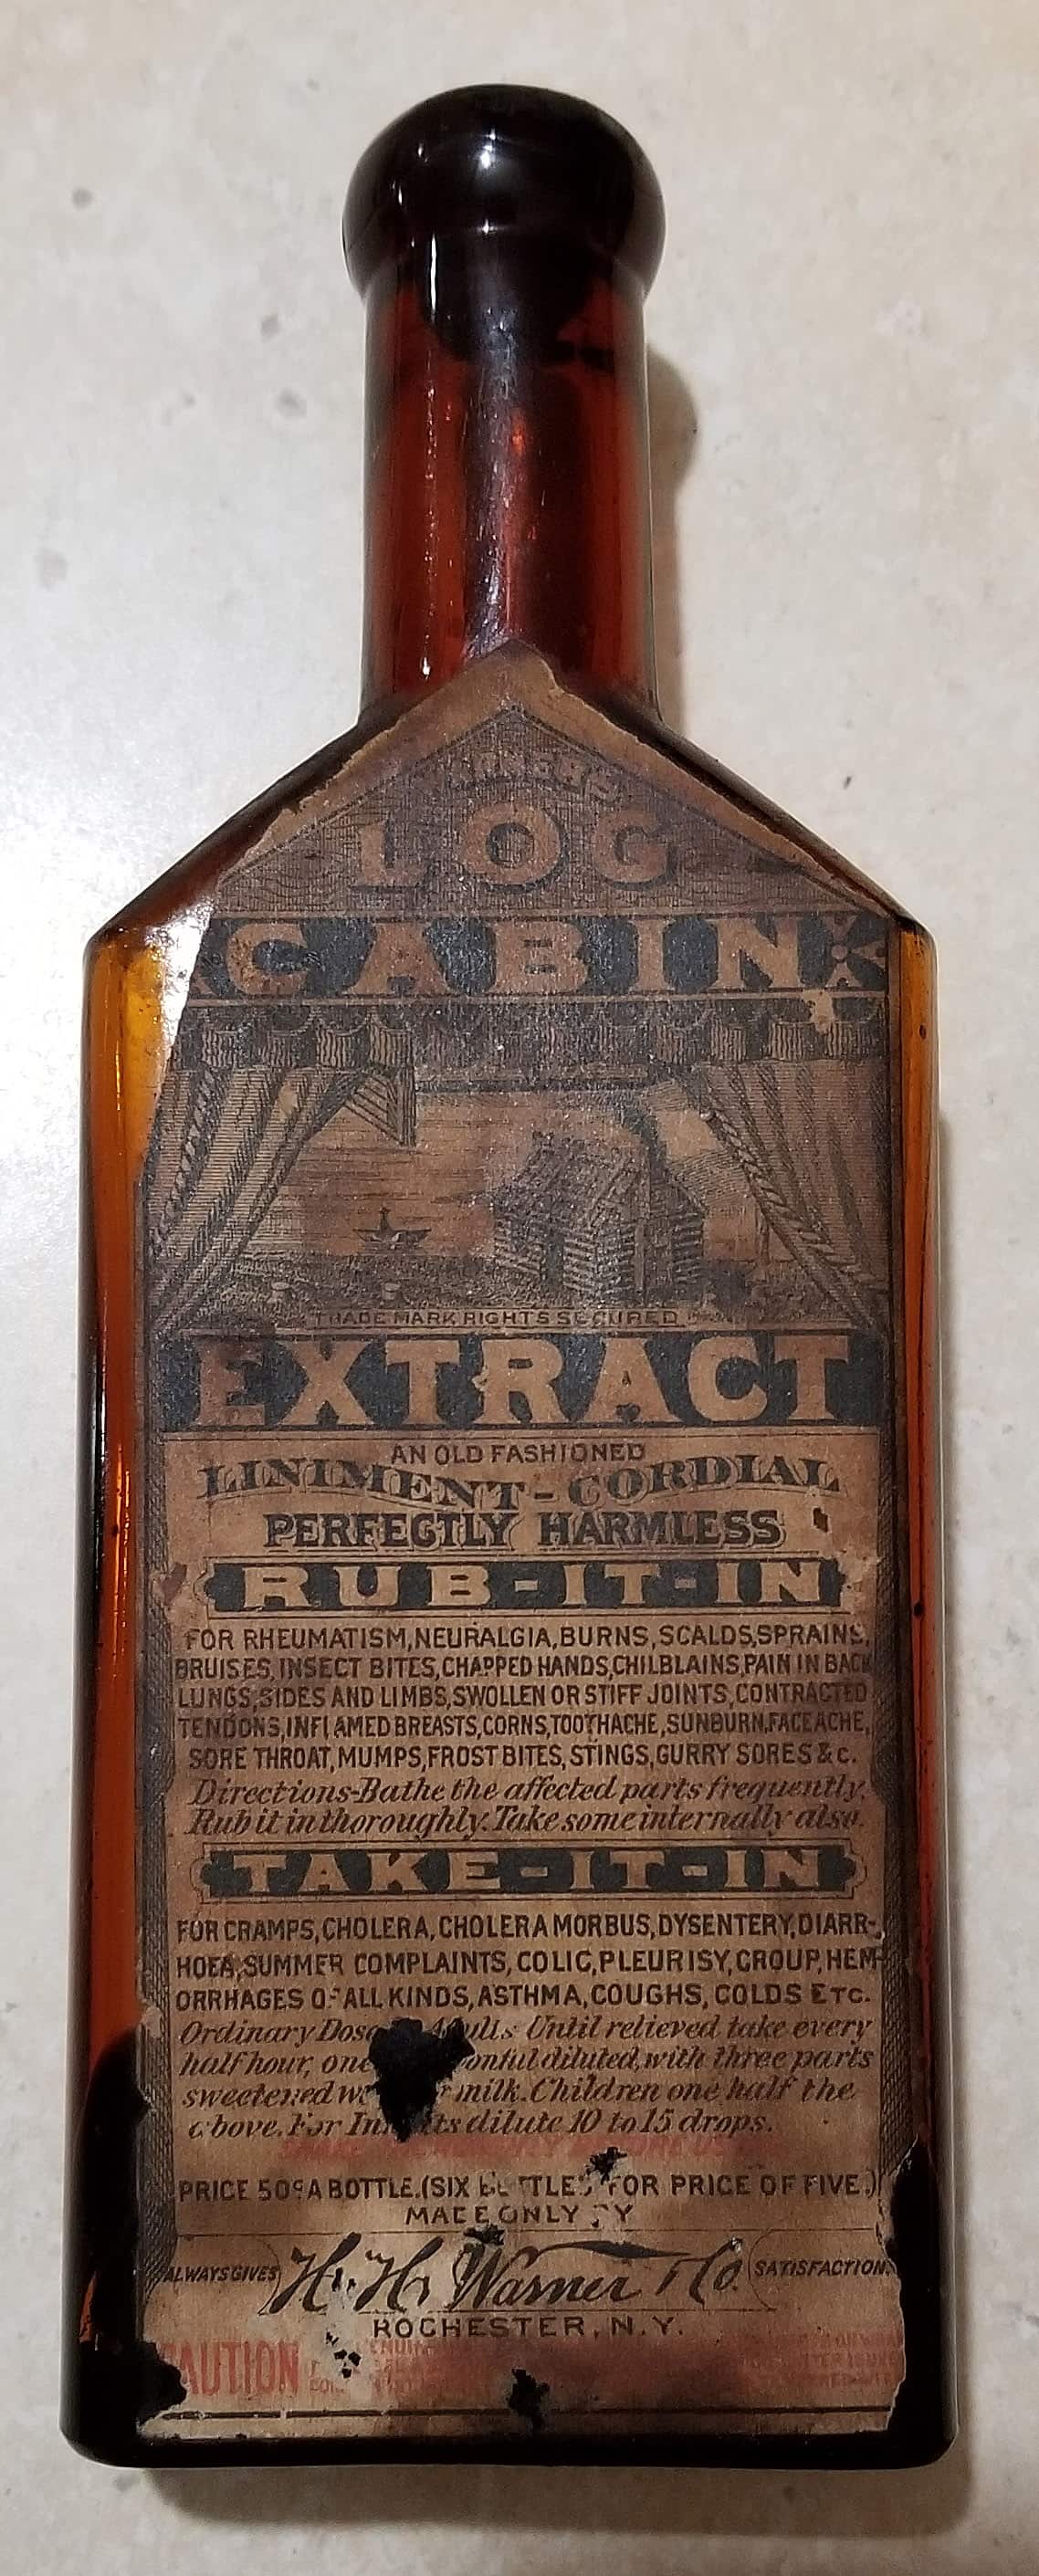 WARNER'S
LOG
CABIN
TRADE MARK RIGHTS SECURED
EXTRACT
AN OLD FASHIONED
LINIMENT-CORDIAL
PERFECTLY HARMLESS
RUB-IT-IN
FOR RHEUMATISM, NEURALGIA, BURNS, SCALDS, SPRAINS,
BRUISES, INSECT BITES, CHAPPED HANDS, CHILBLAINS, PAIN IN BACK
LUNGS, SIDES AND LIMBS, SWOLLEN OR STIFF JOINTS, CONTRACTED
TENDONS, INFLAMED BREASTS, CORNS, TOOTHACHE, SUNBURN, FACEACHE,
SORE THROAT, MUMPS, FROST BITES, STINGS, GURRY SORES &c.
Directions-Bathe the affected parts frequently.
Rub it in thoroughly. Take some internally also.
TAKE-IT-IN
FOR CRAMPS, CHOLERA, CHOLERA MORBUS, DYSENTERY, DIARR-
HOEA, SUMMER COMPLAINTS, COLIC, PLEURISY, CROUP, HEM-
ORRHAGES OF ALL KINDS, ASTHMA, COUGHS, COLDS ETC.
Ordinary Dose Adults: Until relieved take every
half hour, one diluted, with three parts
sweetened milk. Children one half the
above. For dilute 10 to 15 drops.
PRICE 50c A BOTTLE. (SIX BOTTLES FOR PRICE OF FIVE.)
MADE ONLY BY
ALWAYS GIVES H. H. Warner & Co. SATISFACTION.
ROCHESTER, N.Y.
CAUTION